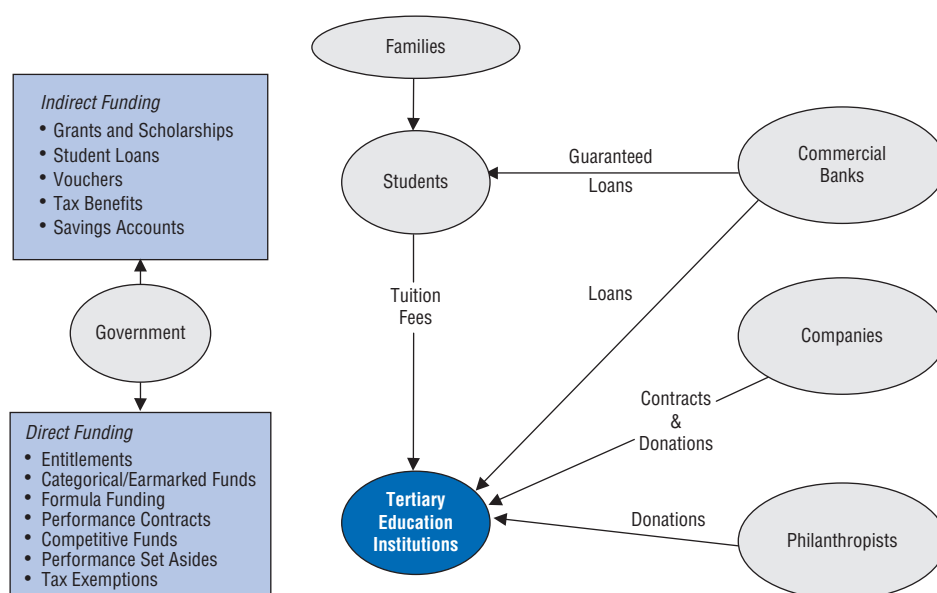 Families
Indirect Funding
• Grants and Scholarships
• Student Loans
• Vouchers
• Tax Benefits
• Savings Accounts
Students
Guaranteed
Loans
Commercial
Banks
Government
Tuition
Fees
Loans
Companies
Contracts
&
Donations
Direct Funding
• Entitlements
• Categorical/Earmarked Funds
• Formula Funding
• Performance Contracts
• Competitive Funds
• Performance Set Asides
• Tax Exemptions
Tertiary
Education
Institutions
Donations
Philanthropists